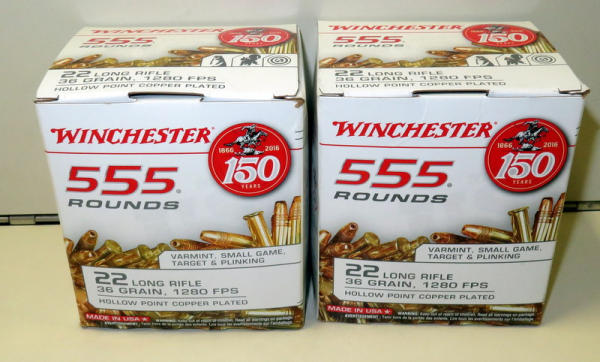 WINCHESTER
150
555
ROUNDS
22 LONG RIFLE
36 GRAIN, 1280 FPS
HOLLOW POINT COPPER PLATED
WINCHESTER
1866 2016
150
YEARS
555
ROUNDS
VARMINT, SMALL GAME,
TARGET & PLINKING
22 LONG RIFLE
36 GRAIN, 1280 FPS
HOLLOW POINT COPPER PLATED
MADE IN USA
WINCHESTER
150
555
ROUNDS
22 LONG RIFLE
36 GRAIN, 1280 FPS
HOLLOW POINT COPPER PLATED
WINCHESTER
1866 2016
150
YEARS
555
ROUNDS
VARMINT, SMALL GAME,
TARGET & PLINKING
22 LONG RIFLE
36 GRAIN, 1280 FPS
HOLLOW POINT COPPER PLATED
MADE IN USA